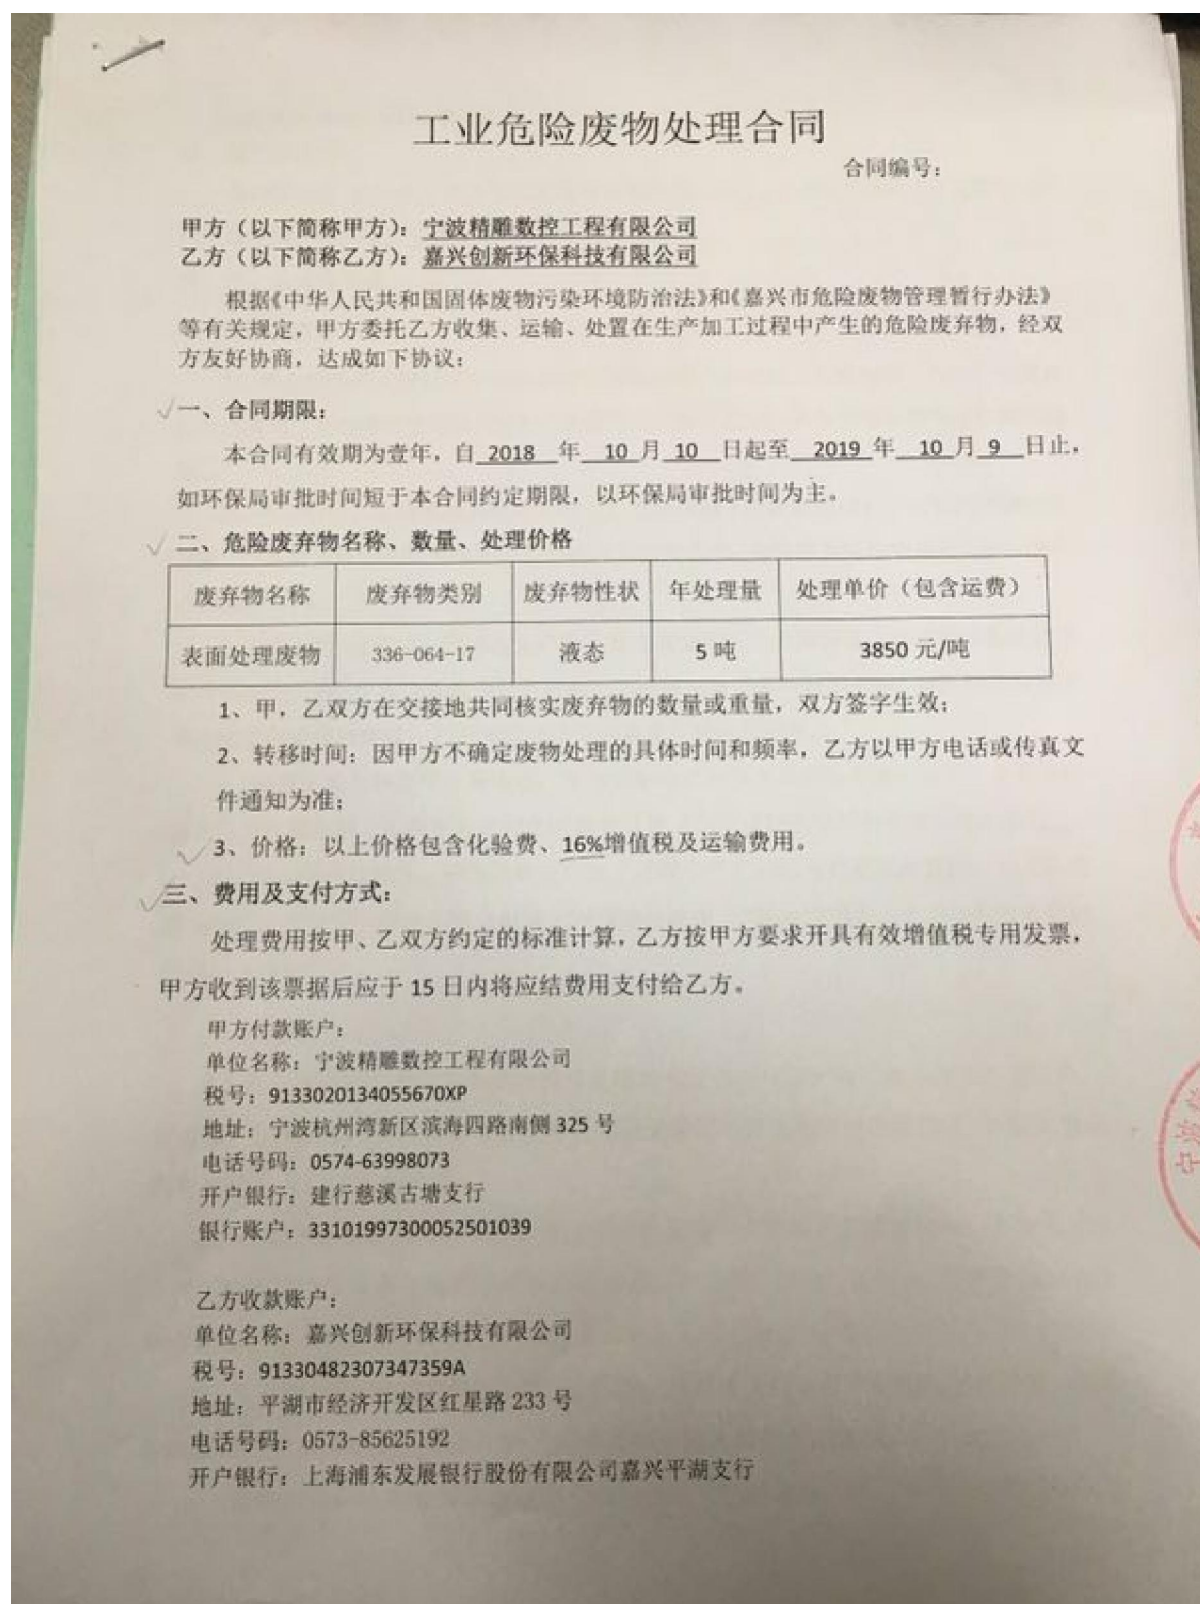 工业危险废物处理合同
合同编号：
甲方（以下简称甲方）：宁波精雕数控工程有限公司
乙方（以下简称乙方）：嘉兴创新环保科技有限公司
根据《中华人民共和国固体废物污染环境防治法》和《嘉兴市危险废物管理暂行办法》
等有关规定，甲方委托乙方收集、运输、处置在生产加工过程中产生的危险废弃物，经双
方友好协商，达成如下协议：
一、合同期限：
本合同有效期为壹年，自 2018 年 10 月 10 日起至 2019 年 10 月 9 日止，
如环保局审批时间短于本合同约定期限，以环保局审批时间为主。
二、危险废弃物名称、数量、处理价格
废弃物名称 废弃物类别 废弃物性状 年处理量 处理单价（包含运费）
表面处理废物 336-064-17 液态 5 吨 3850 元/吨
1、甲，乙双方在交接地共同核实废弃物的数量或重量，双方签字生效；
2、转移时间：因甲方不确定废物处理的具体时间和频率，乙方以甲方电话或传真文
件通知为准；
3、价格：以上价格包含化验费、16%增值税及运输费用。
三、费用及支付方式：
处理费用按甲、乙双方约定的标准计算，乙方按甲方要求开具有效增值税专用发票，
甲方收到该票据后应于 15 日内将应结费用支付给乙方。
甲方付款账户：
单位名称：宁波精雕数控工程有限公司
税号：9133020134055670XP
地址：宁波杭州湾新区滨海四路南侧 325 号
电话号码：0574-63998073
开户银行：建行慈溪古塘支行
银行账户：33101997300052501039
乙方收款账户：
单位名称：嘉兴创新环保科技有限公司
税号：91330482307347359A
地址：平湖市经济开发区红星路 233 号
电话号码：0573-85625192
开户银行：上海浦东发展银行股份有限公司嘉兴平湖支行
宁波